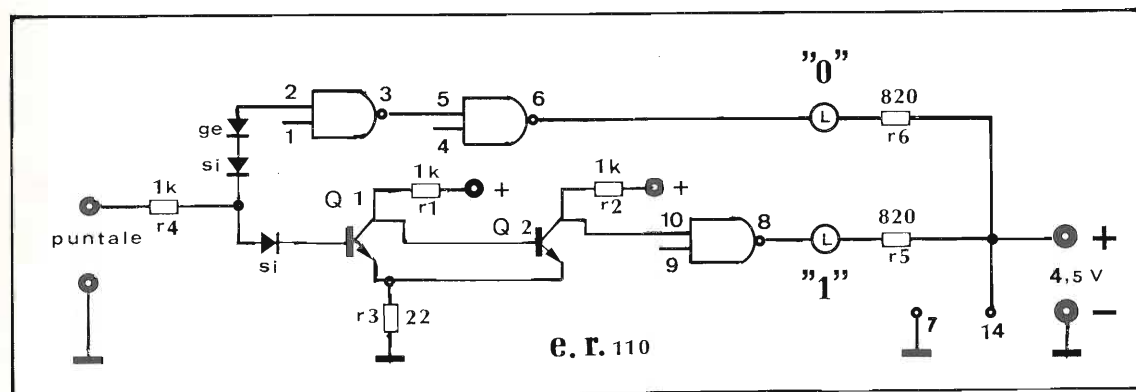 "0"
2
3
5
6
820
ge
1
4
r6
si
1k
1k
1k
Q 1
+
+
r4
r1
Q 2
r2
10
8
820
puntale
si
9
r5
+
"1"
4,5 V
r3
22
7
14
−
e. r. 110